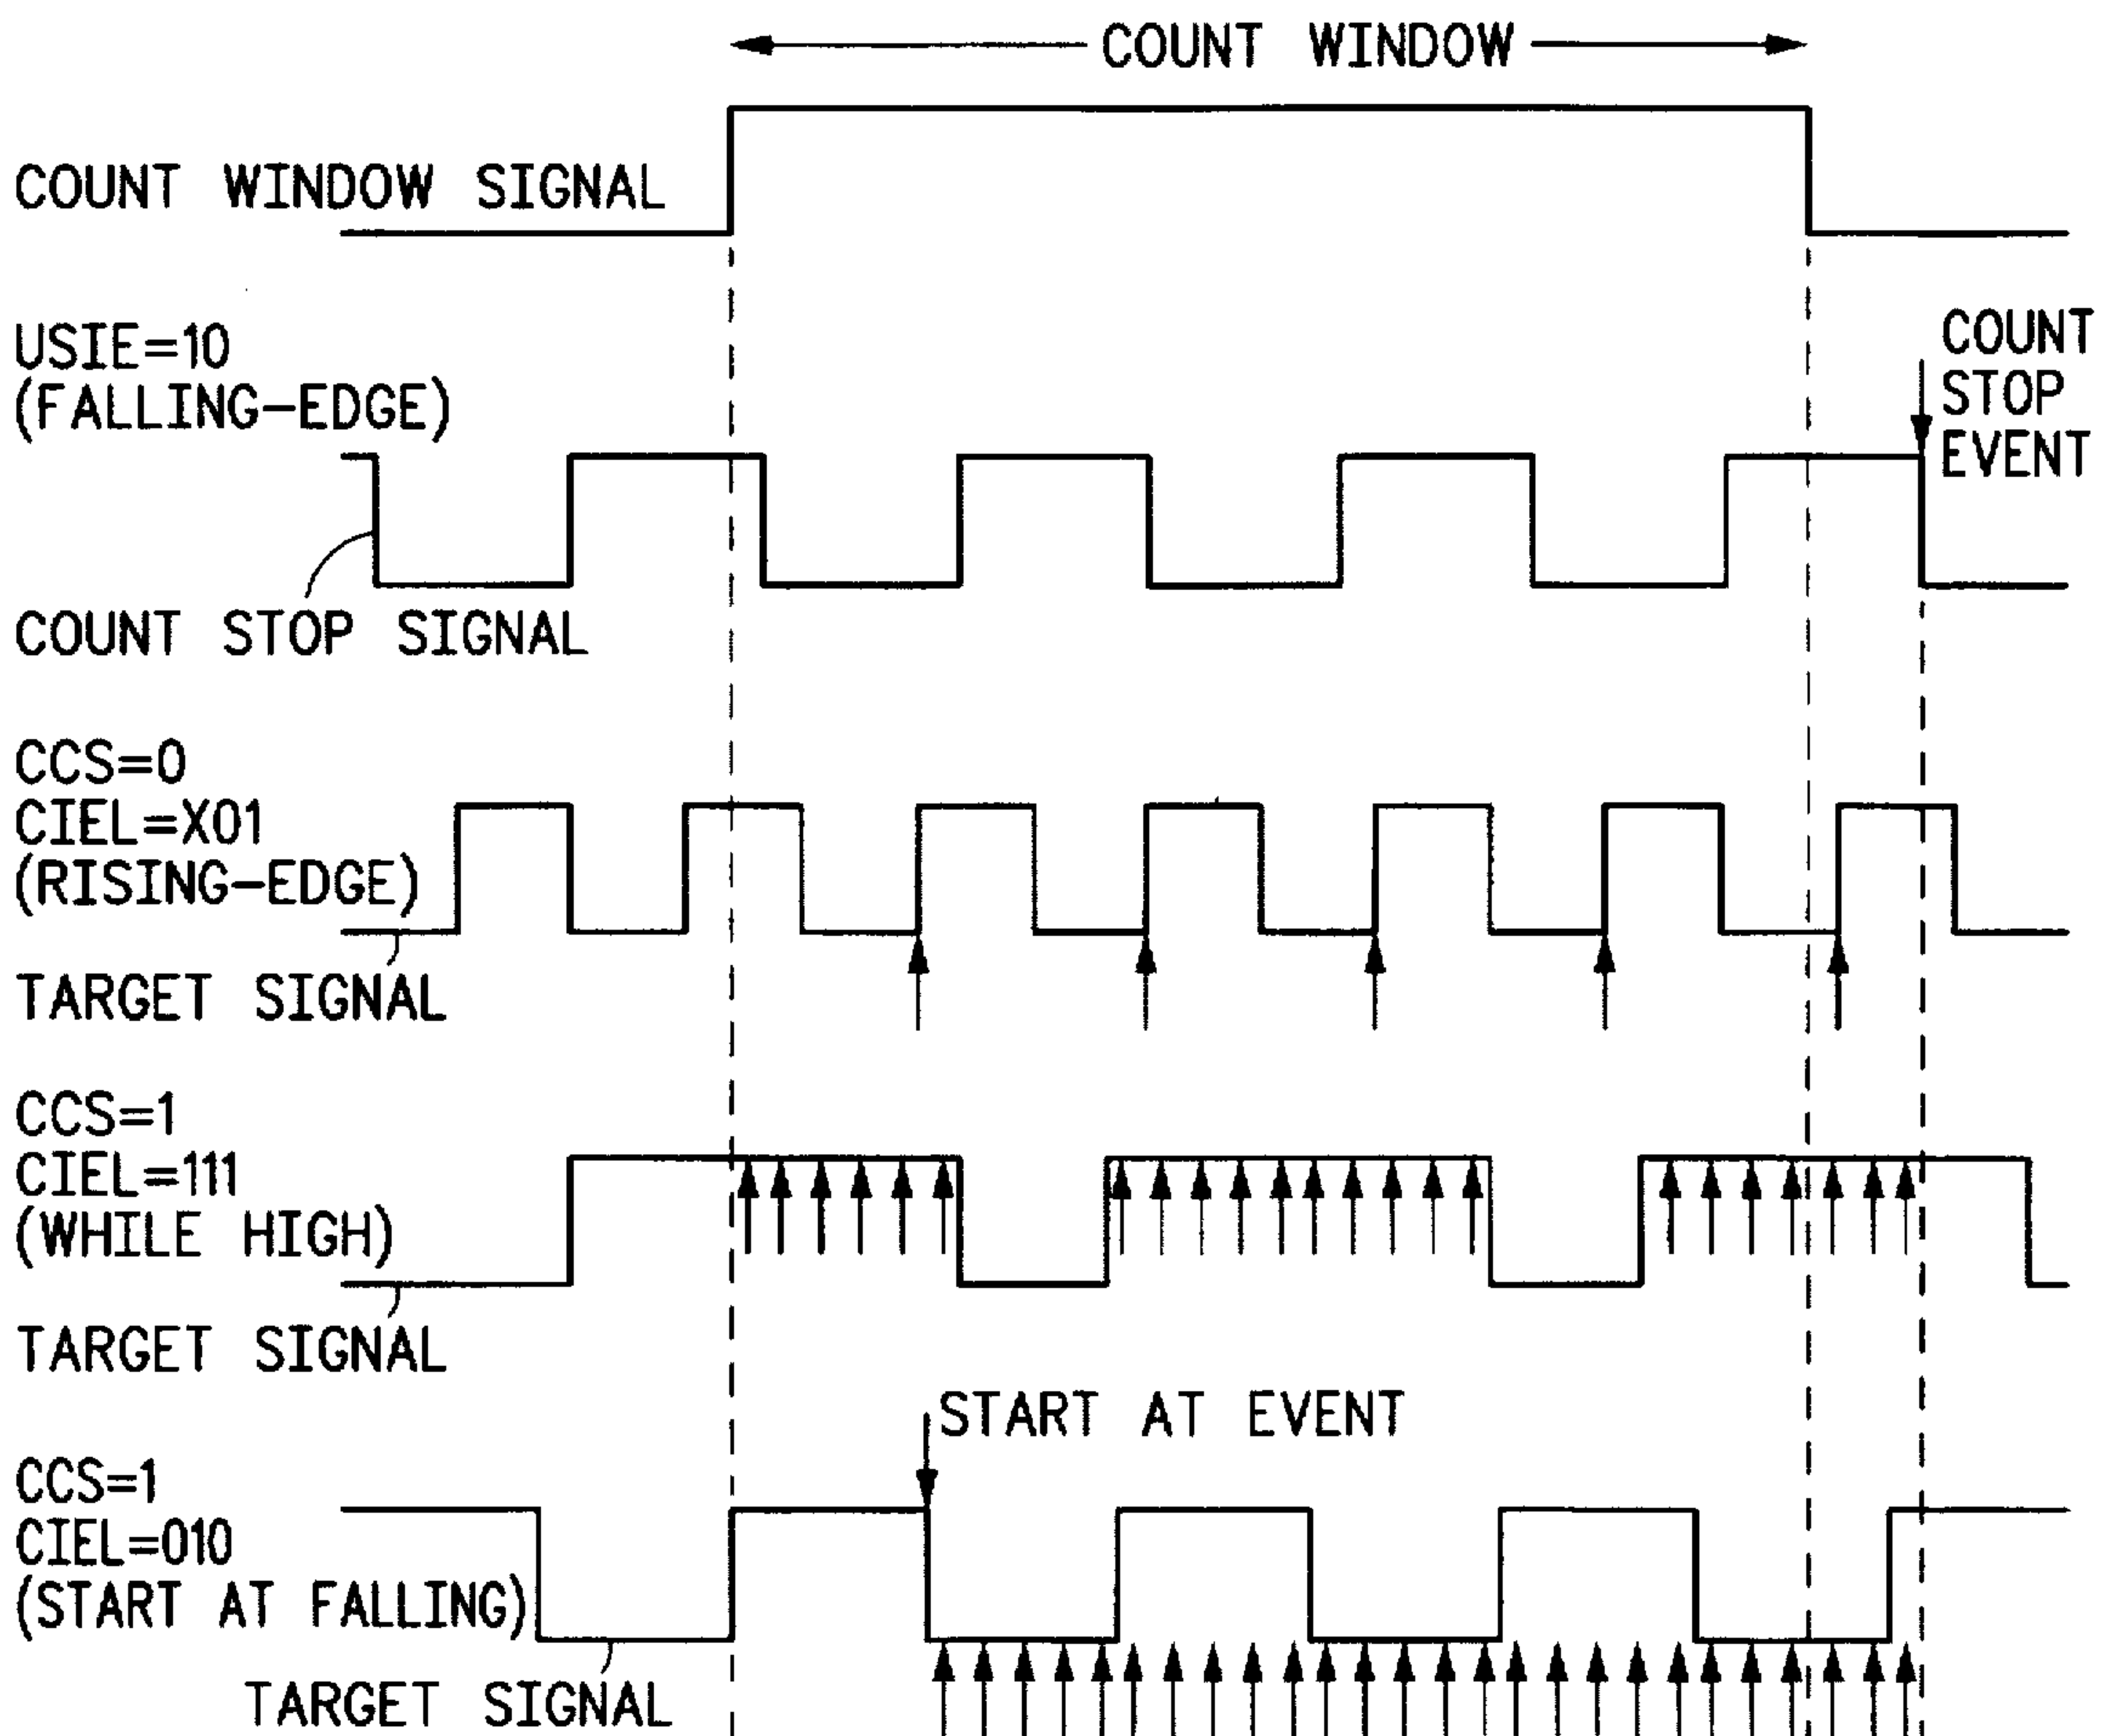 COUNT WINDOW
COUNT WINDOW SIGNAL
USIE=10
(FALLING-EDGE)
COUNT
STOP
EVENT
COUNT STOP SIGNAL
CCS=0
CIEL=X01
(RISING-EDGE)
TARGET SIGNAL
CCS=1
CIEL=111
(WHILE HIGH)
TARGET SIGNAL
START AT EVENT
CCS=1
CIEL=010
(START AT FALLING)
TARGET SIGNAL